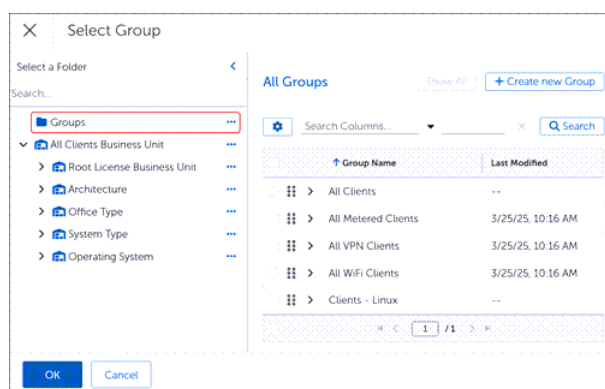 Select Group
Select a Folder
Search...
Groups
All Clients Business Unit
Root License Business Unit
Architecture
Office Type
System Type
Operating System
All Groups
Show All
+ Create new Group
Search Columns...
Search
Group Name Last Modified
All Clients --
All Metered Clients 3/25/25, 10:16 AM
All VPN Clients 3/25/25, 10:16 AM
All WiFi Clients 3/25/25, 10:16 AM
Clients - Linux --
1 /1
OK Cancel